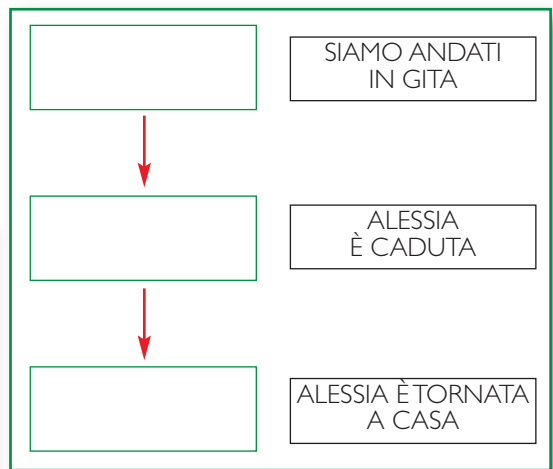 SIAMO ANDATI
IN GITA
ALESSIA
È CADUTA
ALESSIA È TORNATA
A CASA